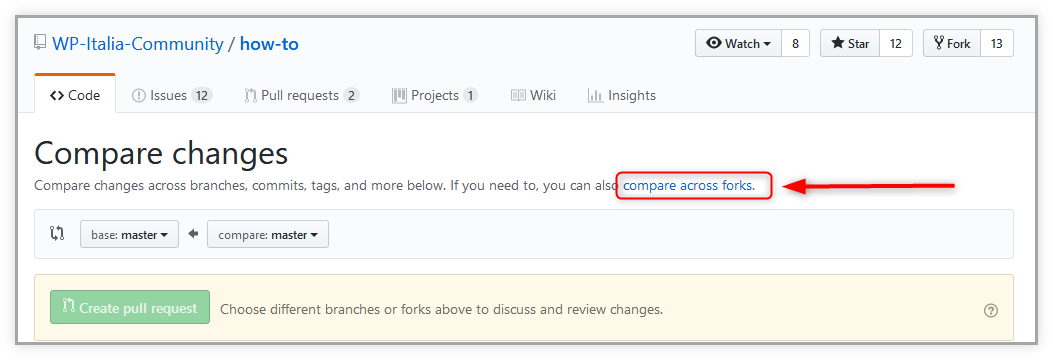 WP-Italia-Community / how-to
Watch 8 Star 12 Fork 13
Code Issues 12 Pull requests 2 Projects 1 Wiki Insights
Compare changes
Compare changes across branches, commits, tags, and more below. If you need to, you can also compare across forks.
base: master compare: master
Create pull request Choose different branches or forks above to discuss and review changes. ?